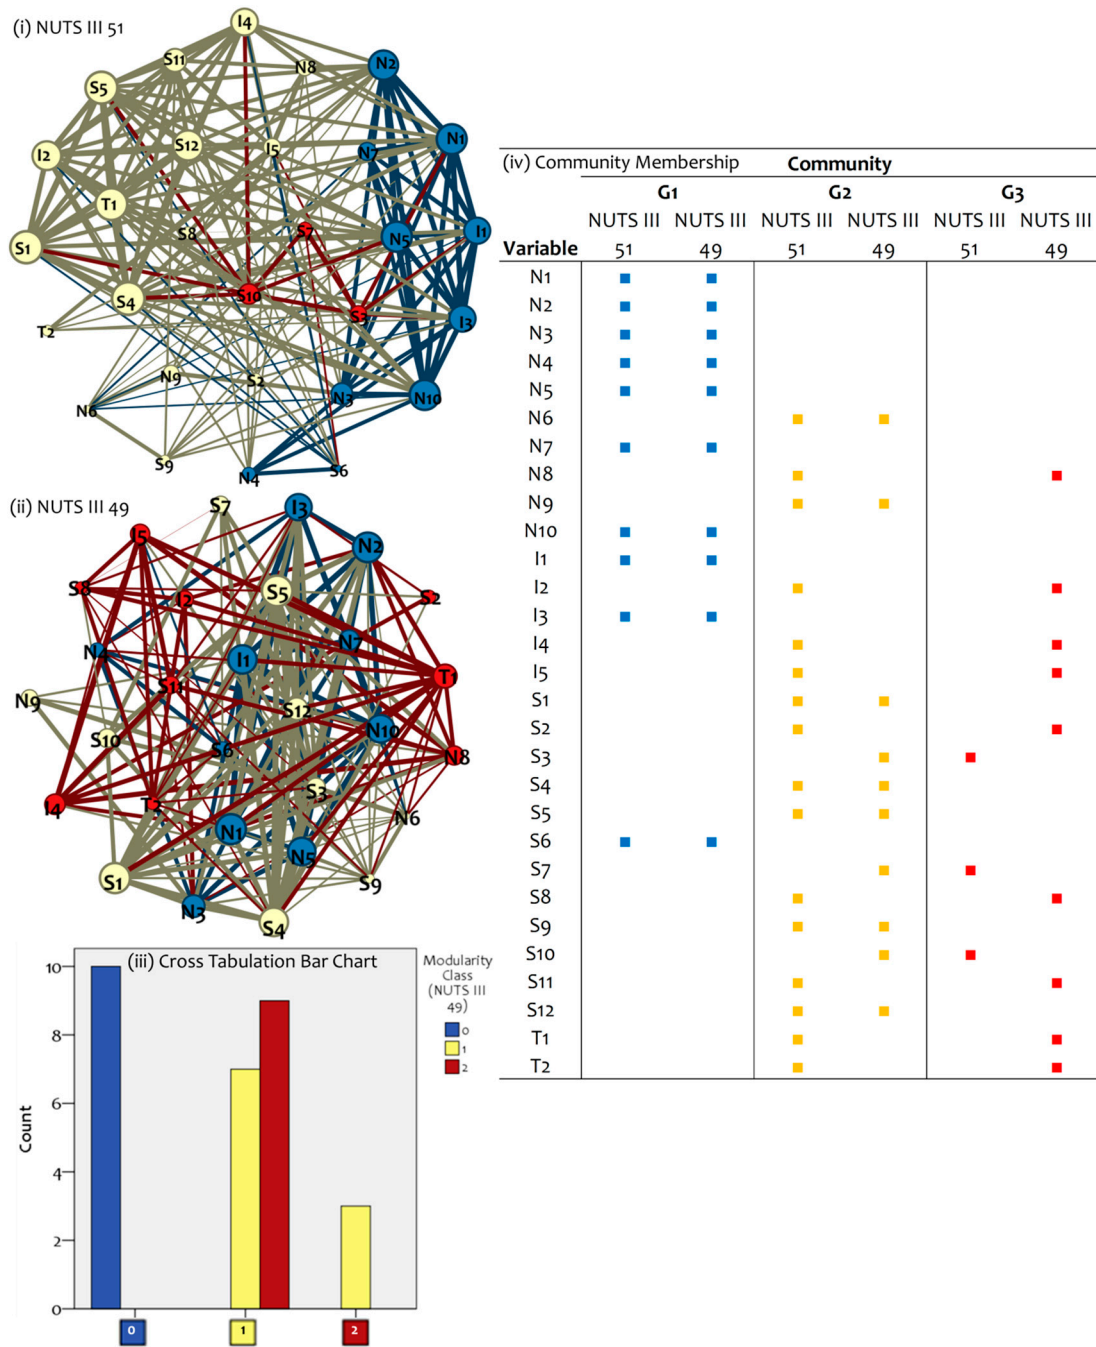 (i) NUTS III 51
I4
S11
N8
N2
S5
N1
S12
I5
N7
I2
T1
S7
S8
N5
I1
S1
S10
S4
S3
I3
T2
N9
S2
N3
N10
N6
S9
N4
S6
(ii) NUTS III 49
S7
I3
I5
N2
S8
I2
S5
S2
N4
N7
I1
S11
T1
N9
S12
S10
N10
S6
N8
I4
T2
S3
N6
N1
N5
S1
S9
N3
S4
(iii) Cross Tabulation Bar Chart
Modularity
Class
(NUTS III
49)
0
1
2
Count
10
8
6
4
2
0
0 1 2
(iv) Community Membership Community
G1 G2 G3
NUTS III NUTS III NUTS III NUTS III NUTS III NUTS III
Variable 51 49 51 49 51 49
N1
N2
N3
N4
N5
N6
N7
N8
N9
N10
I1
I2
I3
I4
I5
S1
S2
S3
S4
S5
S6
S7
S8
S9
S10
S11
S12
T1
T2